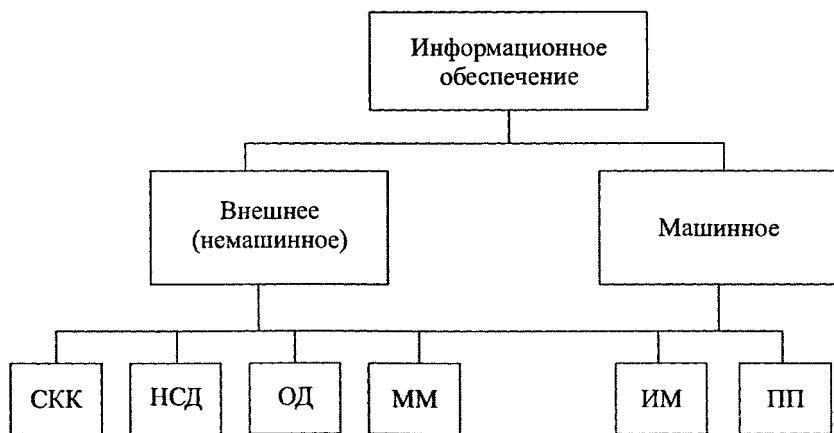 Информационное
обеспечение
Внешнее
(немашинное)
Машинное
СКК
НСД
ОД
ММ
ИМ
ПП